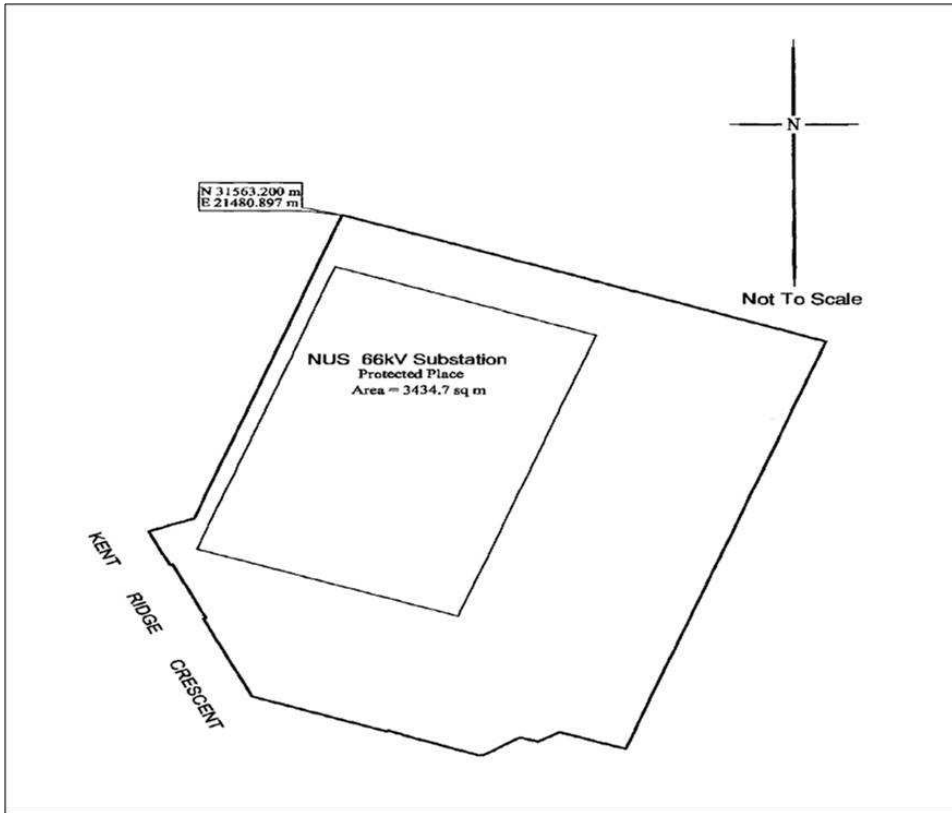 N
N 31563.200 m
E 21480.897 m
Not To Scale
NUS 66kV Substation
Protected Place
Area = 3434.7 sq m
KENT RIDGE CRESCENT